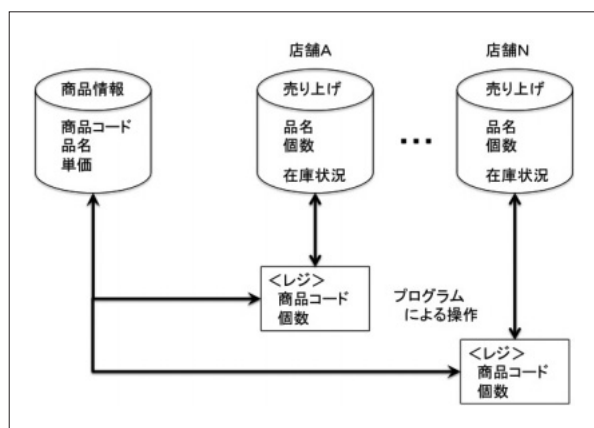 店舗A
店舗N
商品情報
商品コード
品名
単価
売り上げ
品名
個数
在庫状況
・・・
売り上げ
品名
個数
在庫状況
＜レジ＞
商品コード
個数
プログラム
による操作
＜レジ＞
商品コード
個数